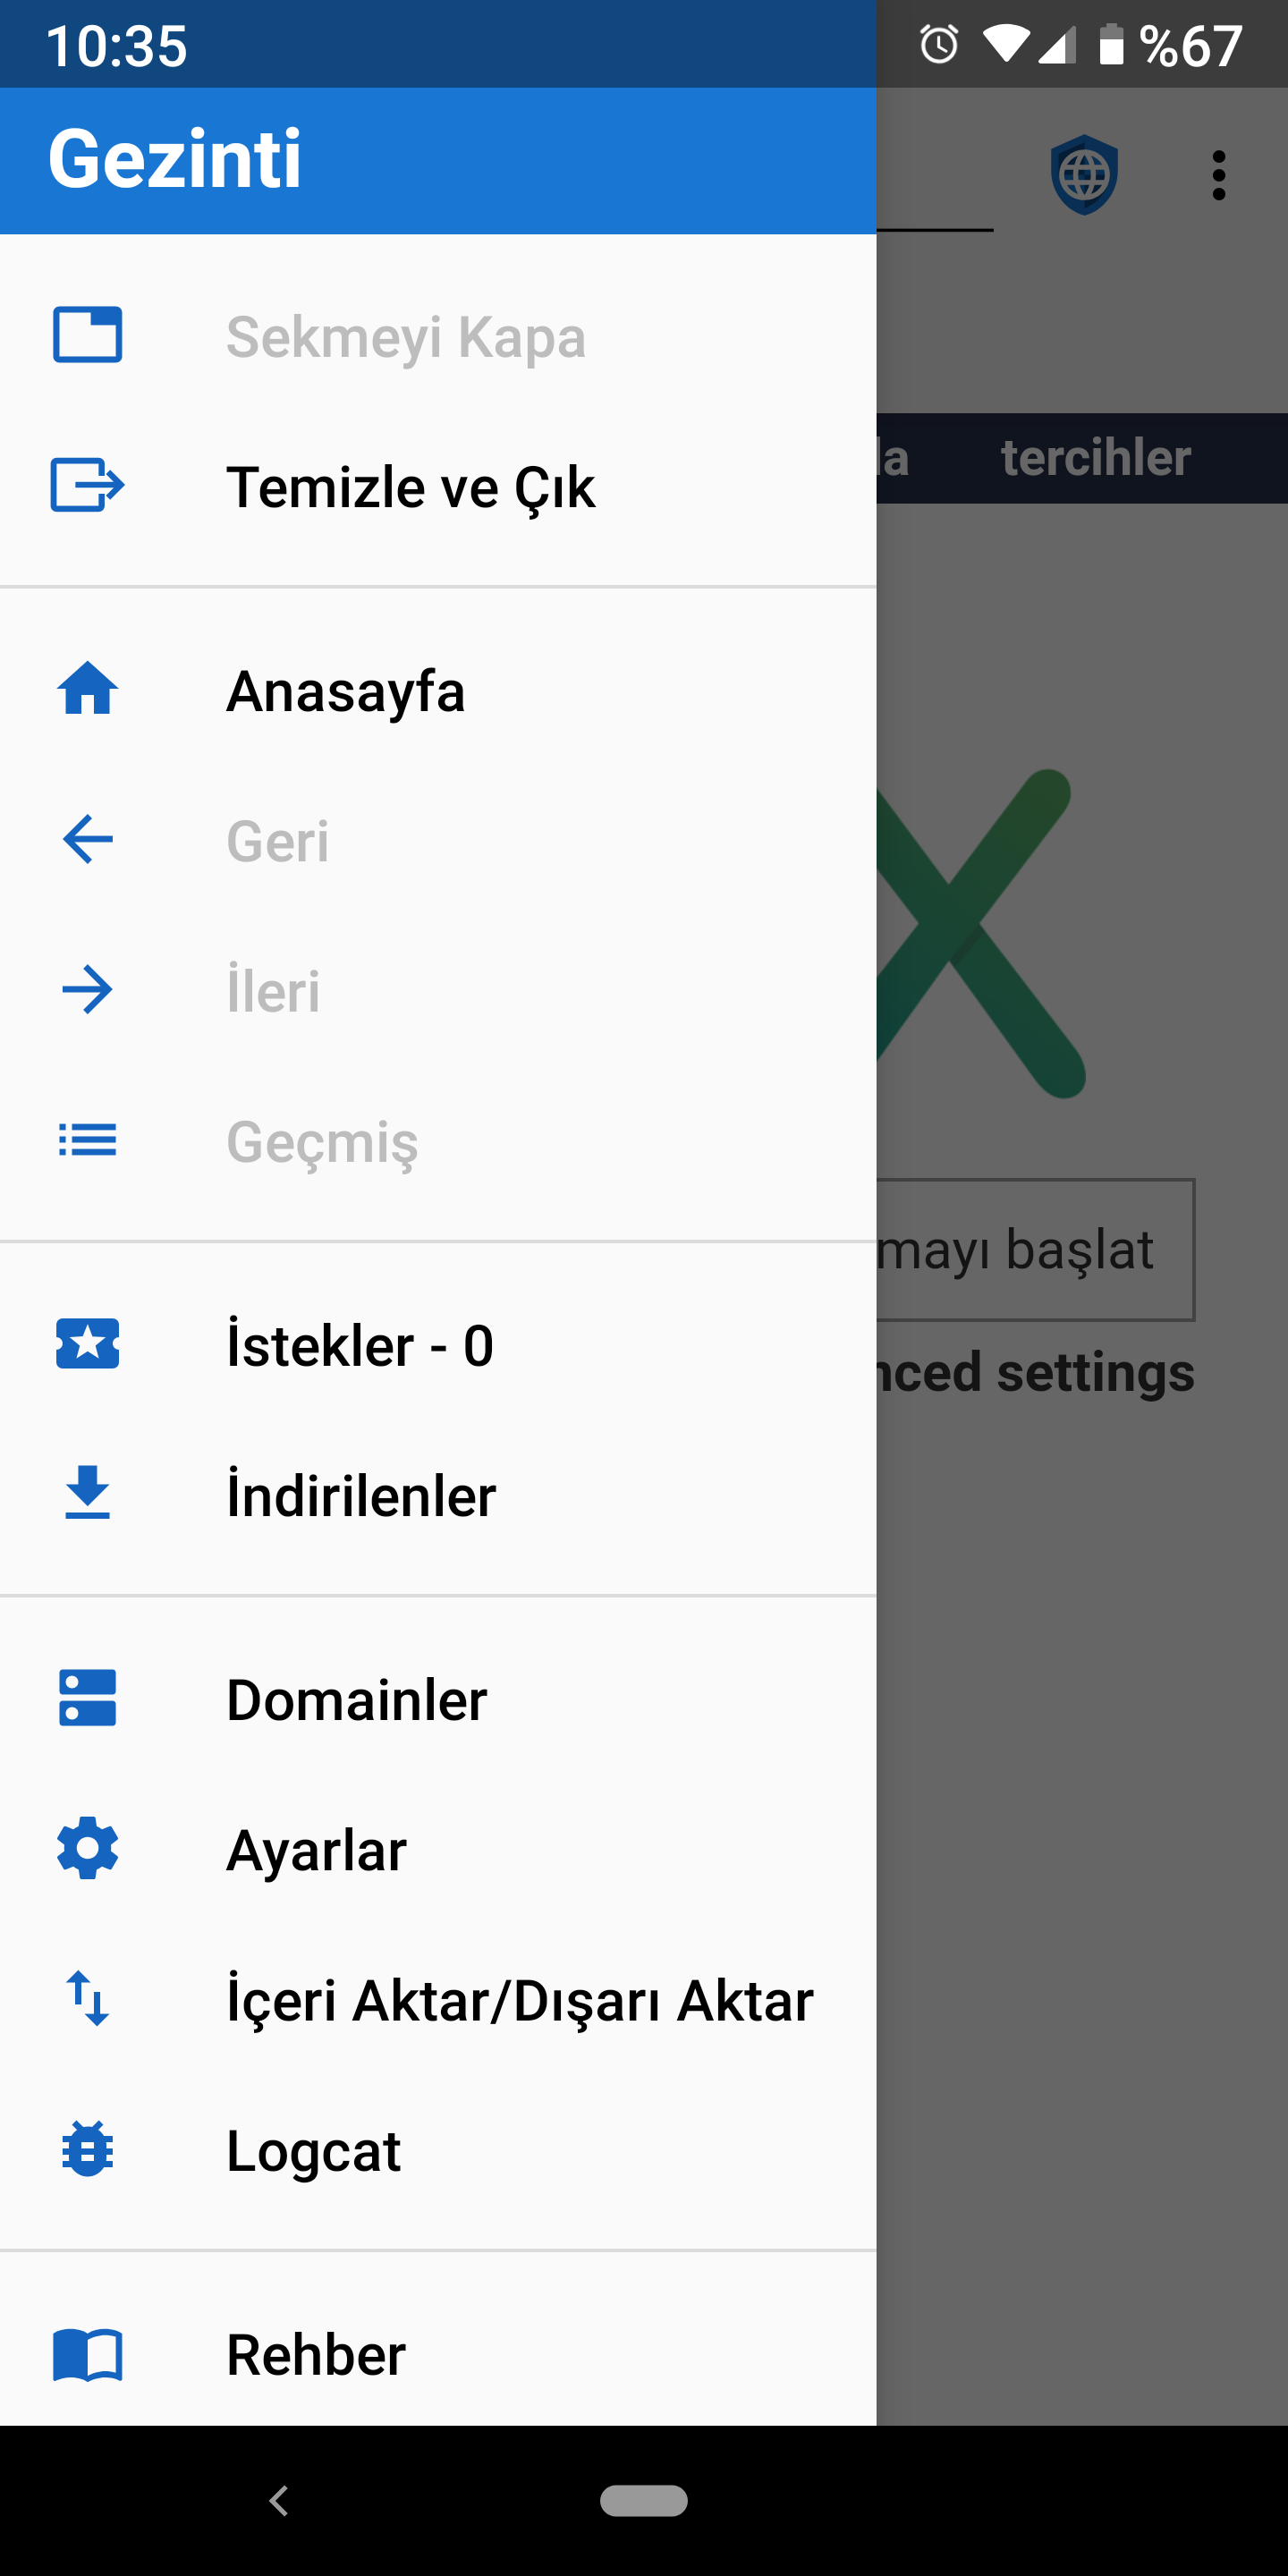 10:35
%67
Gezinti
Sekmeyi Kapa
Temizle ve Çık
tercihler
Anasayfa
Geri
İleri
Geçmiş
mayı başlat
İstekler - 0
nced settings
İndirilenler
Domainler
Ayarlar
İçeri Aktar/Dışarı Aktar
Logcat
Rehber